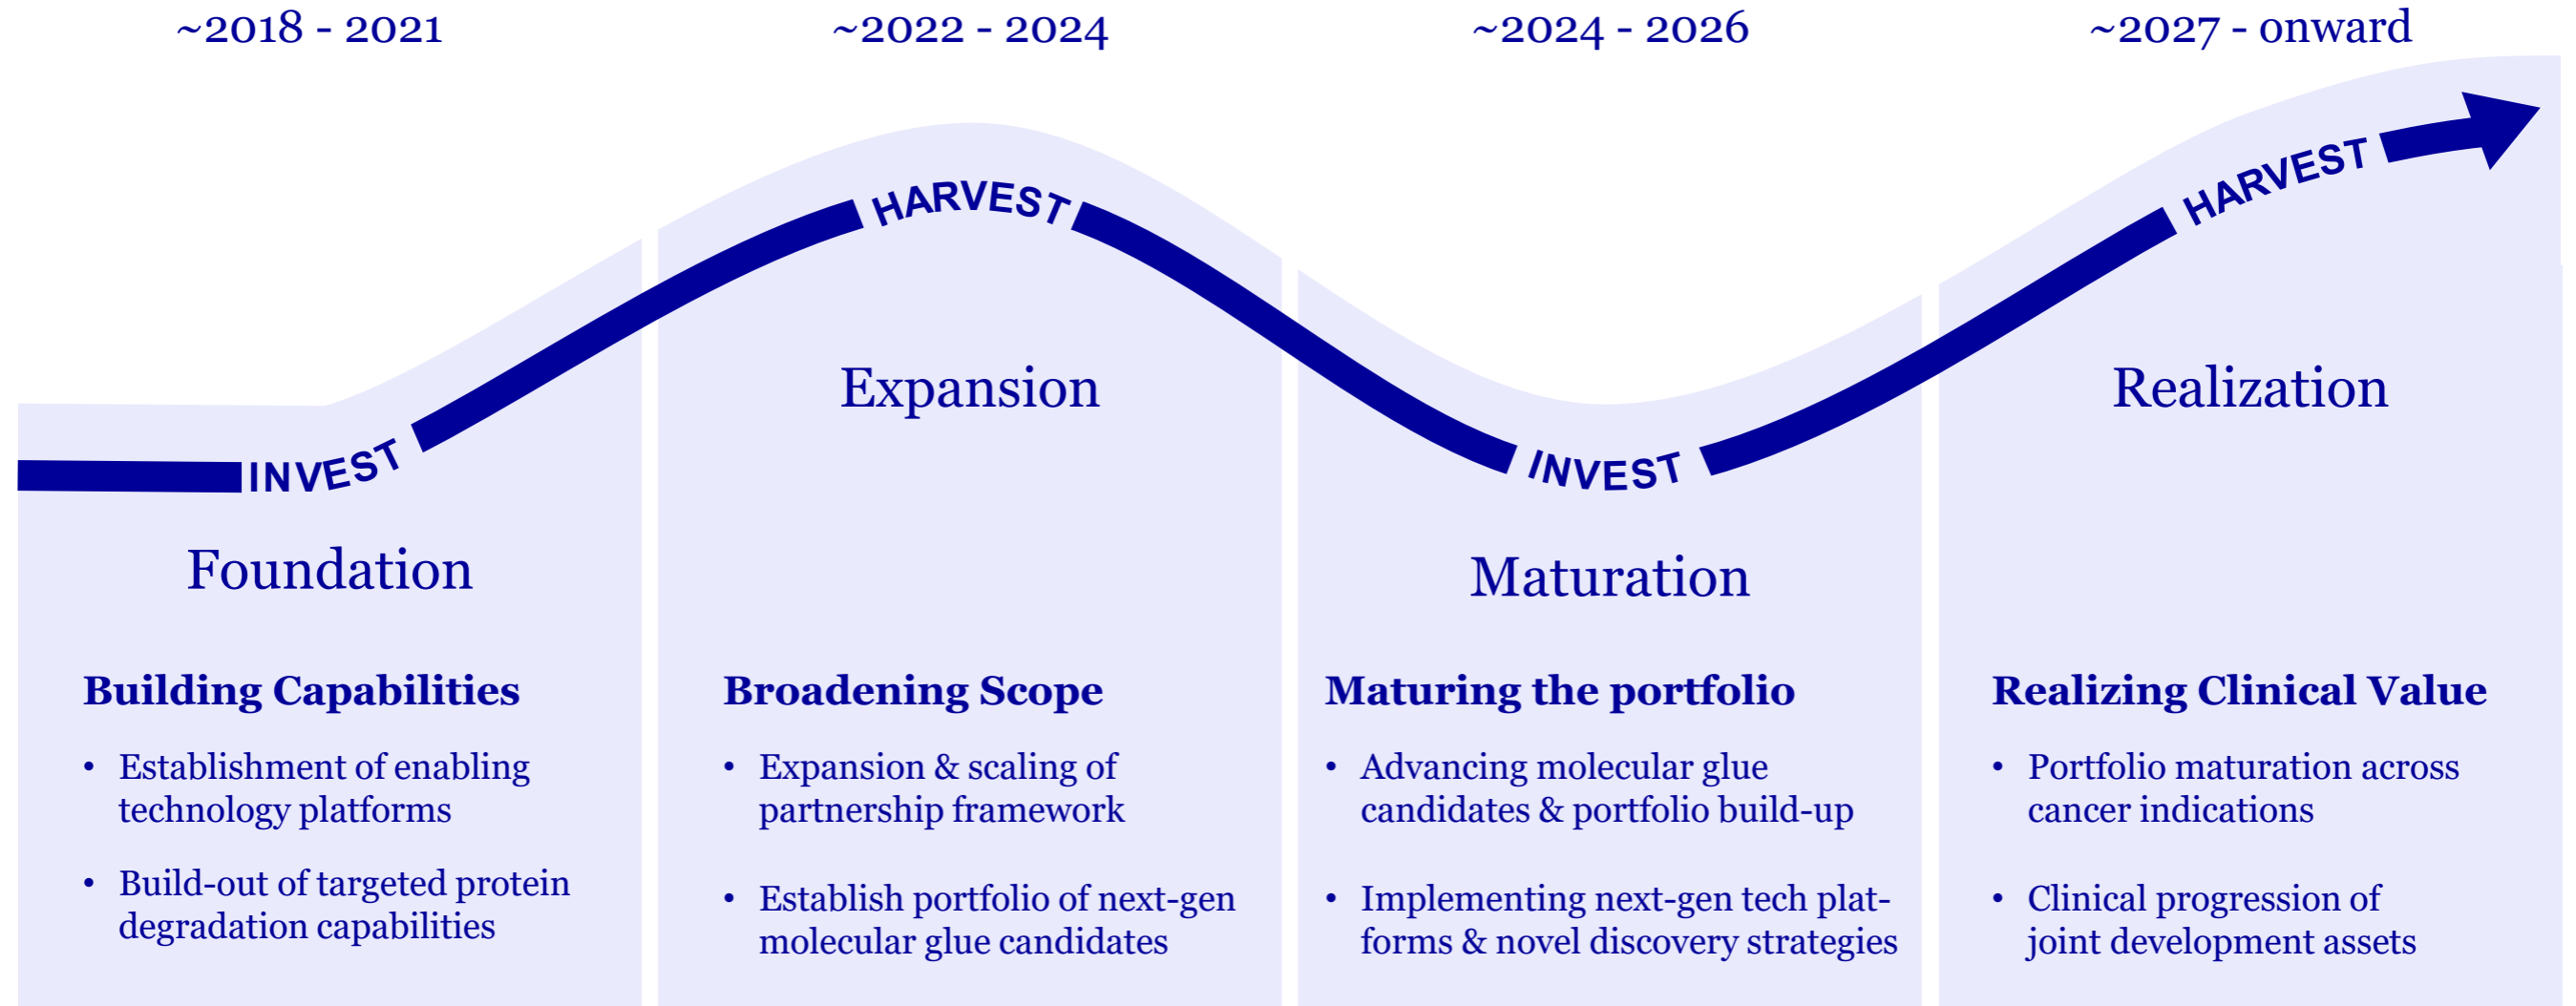 ~2018 - 2021
~2022 - 2024
~2024 - 2026
~2027 - onward
INVEST
HARVEST
INVEST
HARVEST
Foundation
Building Capabilities
• Establishment of enabling
technology platforms
• Build-out of targeted protein
degradation capabilities
Expansion
Broadening Scope
• Expansion & scaling of
partnership framework
• Establish portfolio of next-gen
molecular glue candidates
Maturation
Maturing the portfolio
• Advancing molecular glue
candidates & portfolio build-up
• Implementing next-gen tech plat-
forms & novel discovery strategies
Realization
Realizing Clinical Value
• Portfolio maturation across
cancer indications
• Clinical progression of
joint development assets